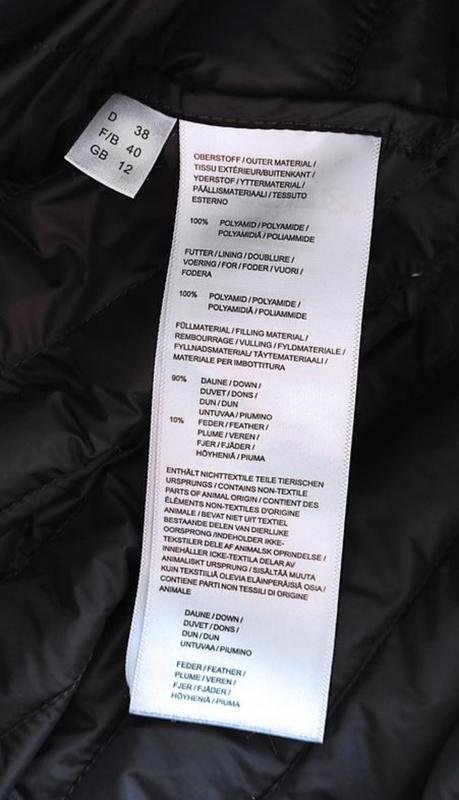 D 38
F/B 40
GB 12
OBERSTOFF / OUTER MATERIAL /
TISSU EXTÉRIEUR/BUITENKANT /
YDERSTOF / YTTERMATERIAL /
PÄÄLLISMATERIAALI / TESSUTO
ESTERNO
100% POLYAMID / POLYAMIDE /
POLYAMIDIÄ / POLIAMMIDE
FUTTER / LINING / DOUBLURE /
VOERING / FOR / FODER / VUORI /
FODERA
100% POLYAMID / POLYAMIDE /
POLYAMIDIÄ / POLIAMMIDE
FÜLLMATERIAL / FILLING MATERIAL /
REMBOURRAGE / VULLING / FYLDMATERIALE /
FYLLNADSMATERIAL/ TÄYTEMATERIAALI /
MATERIALE PER IMBOTTITURA
90% DAUNE / DOWN /
DUVET / DONS /
DUN / DUN
UNTUVAA / PIUMINO
10% FEDER / FEATHER /
PLUME / VEREN /
FJER / FJÄDER /
HÖYHENIÄ / PIUMA
ENTHÄLT NICHTTEXTILE TEILE TIERISCHEN
URSPRUNGS / CONTAINS NON-TEXTILE
PARTS OF ANIMAL ORIGIN / CONTIENT DES
ÉLÉMENTS NON-TEXTILES D'ORIGINE
ANIMALE / BEVAT NIET UIT TEXTIEL
BESTAANDE DELEN VAN DIERLIJKE
OORSPRONG /INDEHOLDER IKKE-
TEKSTILER DELE AF ANIMALSK OPRINDELSE /
INNEHÅLLER ICKE-TEXTILA DELAR AV
ANIMALISKT URSPRUNG / SISÄLTÄÄ MUUTA
KUIN TEKSTIILIÄ OLEVIA ELÄINPERÄISIÄ OSIA /
CONTIENE PARTI NON TESSILI DI ORIGINE
ANIMALE
DAUNE / DOWN /
DUVET / DONS /
DUN / DUN
UNTUVAA / PIUMINO
FEDER / FEATHER /
PLUME / VEREN /
FJER / FJÄDER /
HÖYHENIÄ / PIUMA